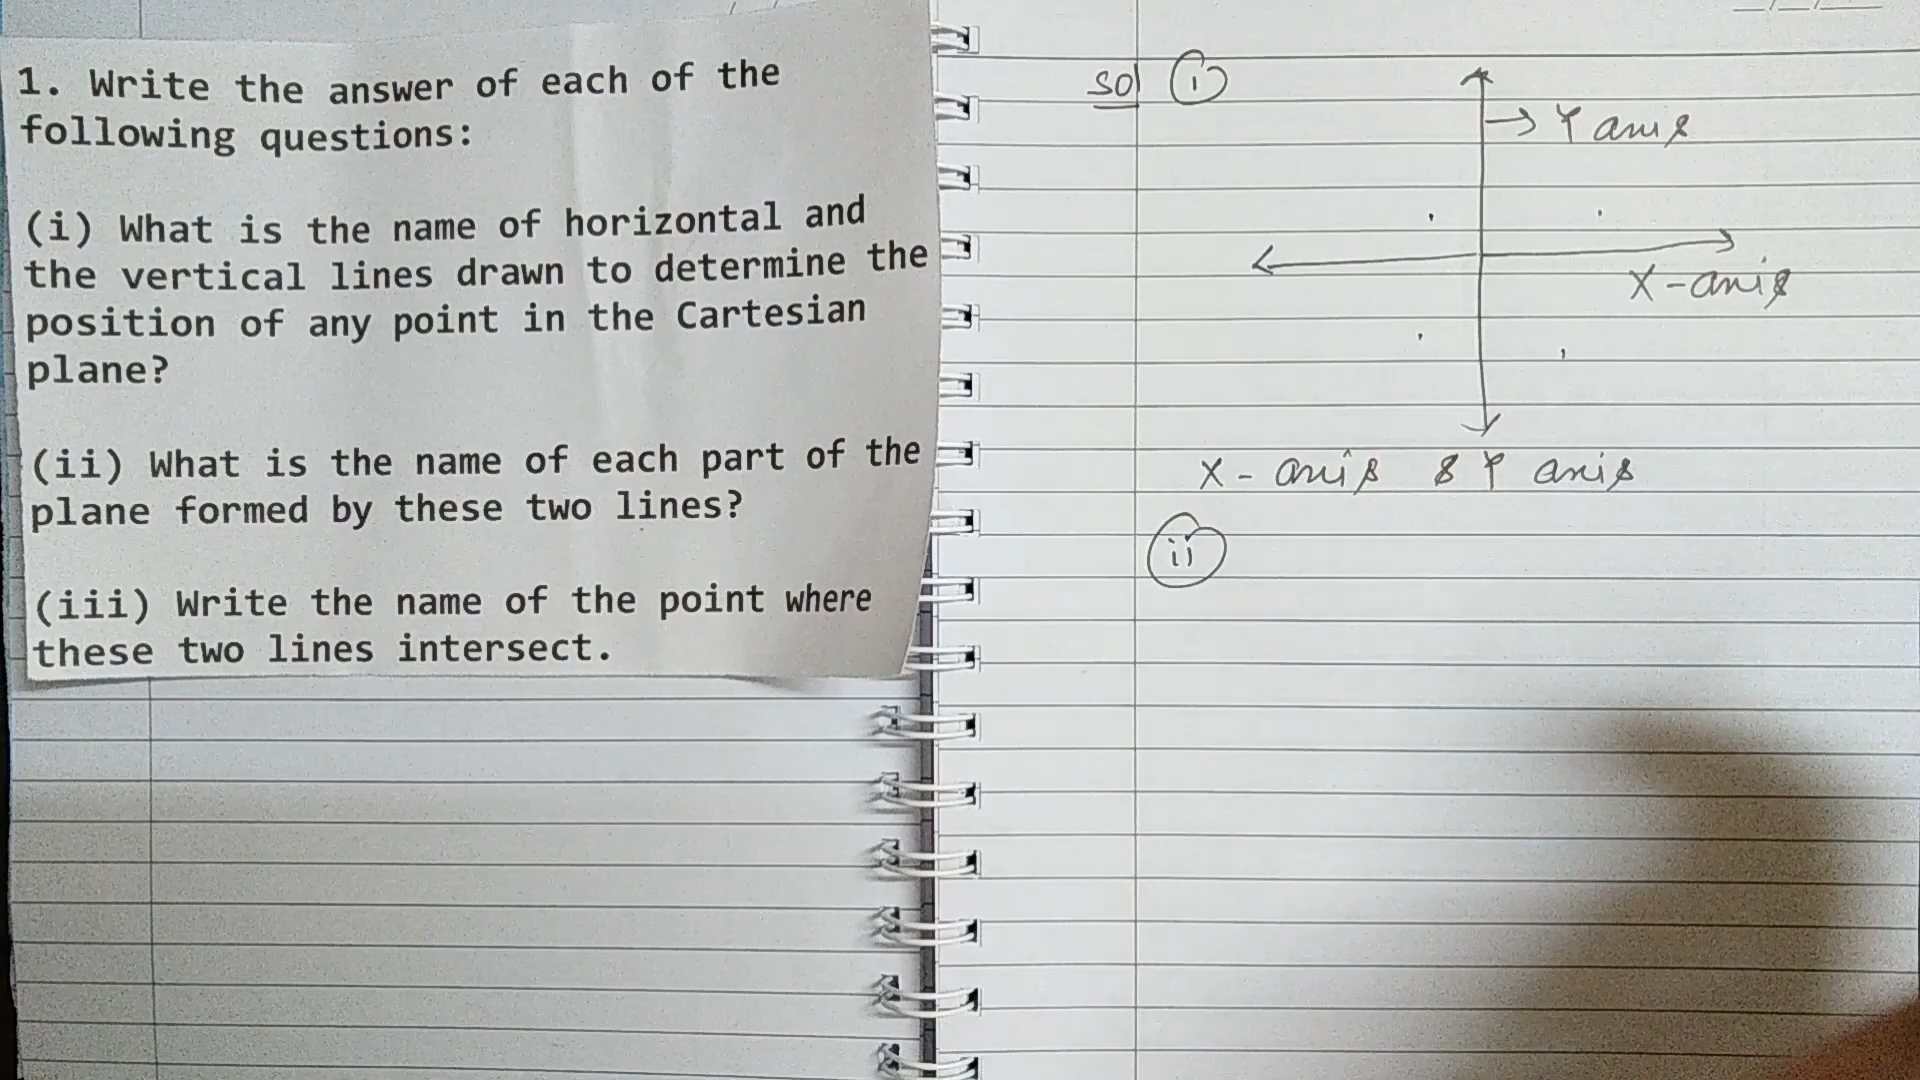 1. Write the answer of each of the
following questions:
(i) What is the name of horizontal and
the vertical lines drawn to determine the
position of any point in the Cartesian
plane?
(ii) What is the name of each part of the
plane formed by these two lines?
(iii) Write the name of the point where
these two lines intersect.
Sol (i)
→ Y axis
X-axis
X-axis & Y axis
(ii)